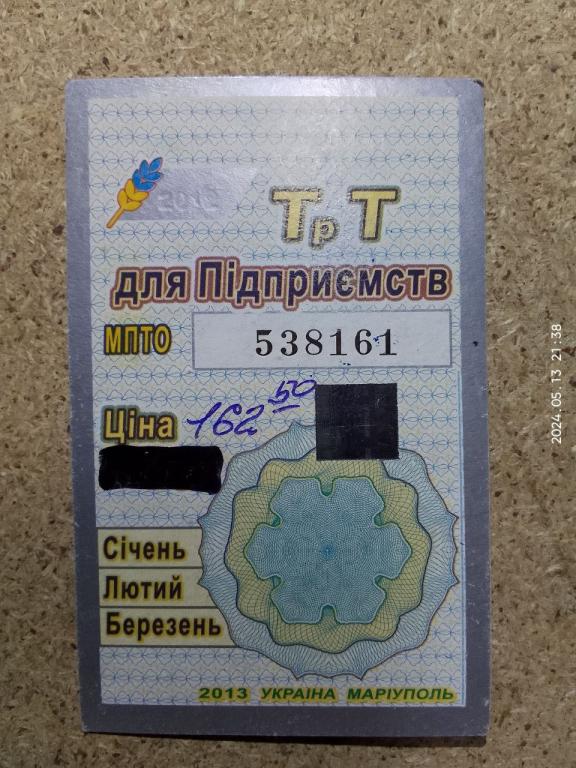 ТрТ
для Підприємств
МПТО 538161
Ціна 162 50
Січень
Лютий
Березень
2013 УКРАЇНА МАРІУПОЛЬ
2024.05.13 21:38